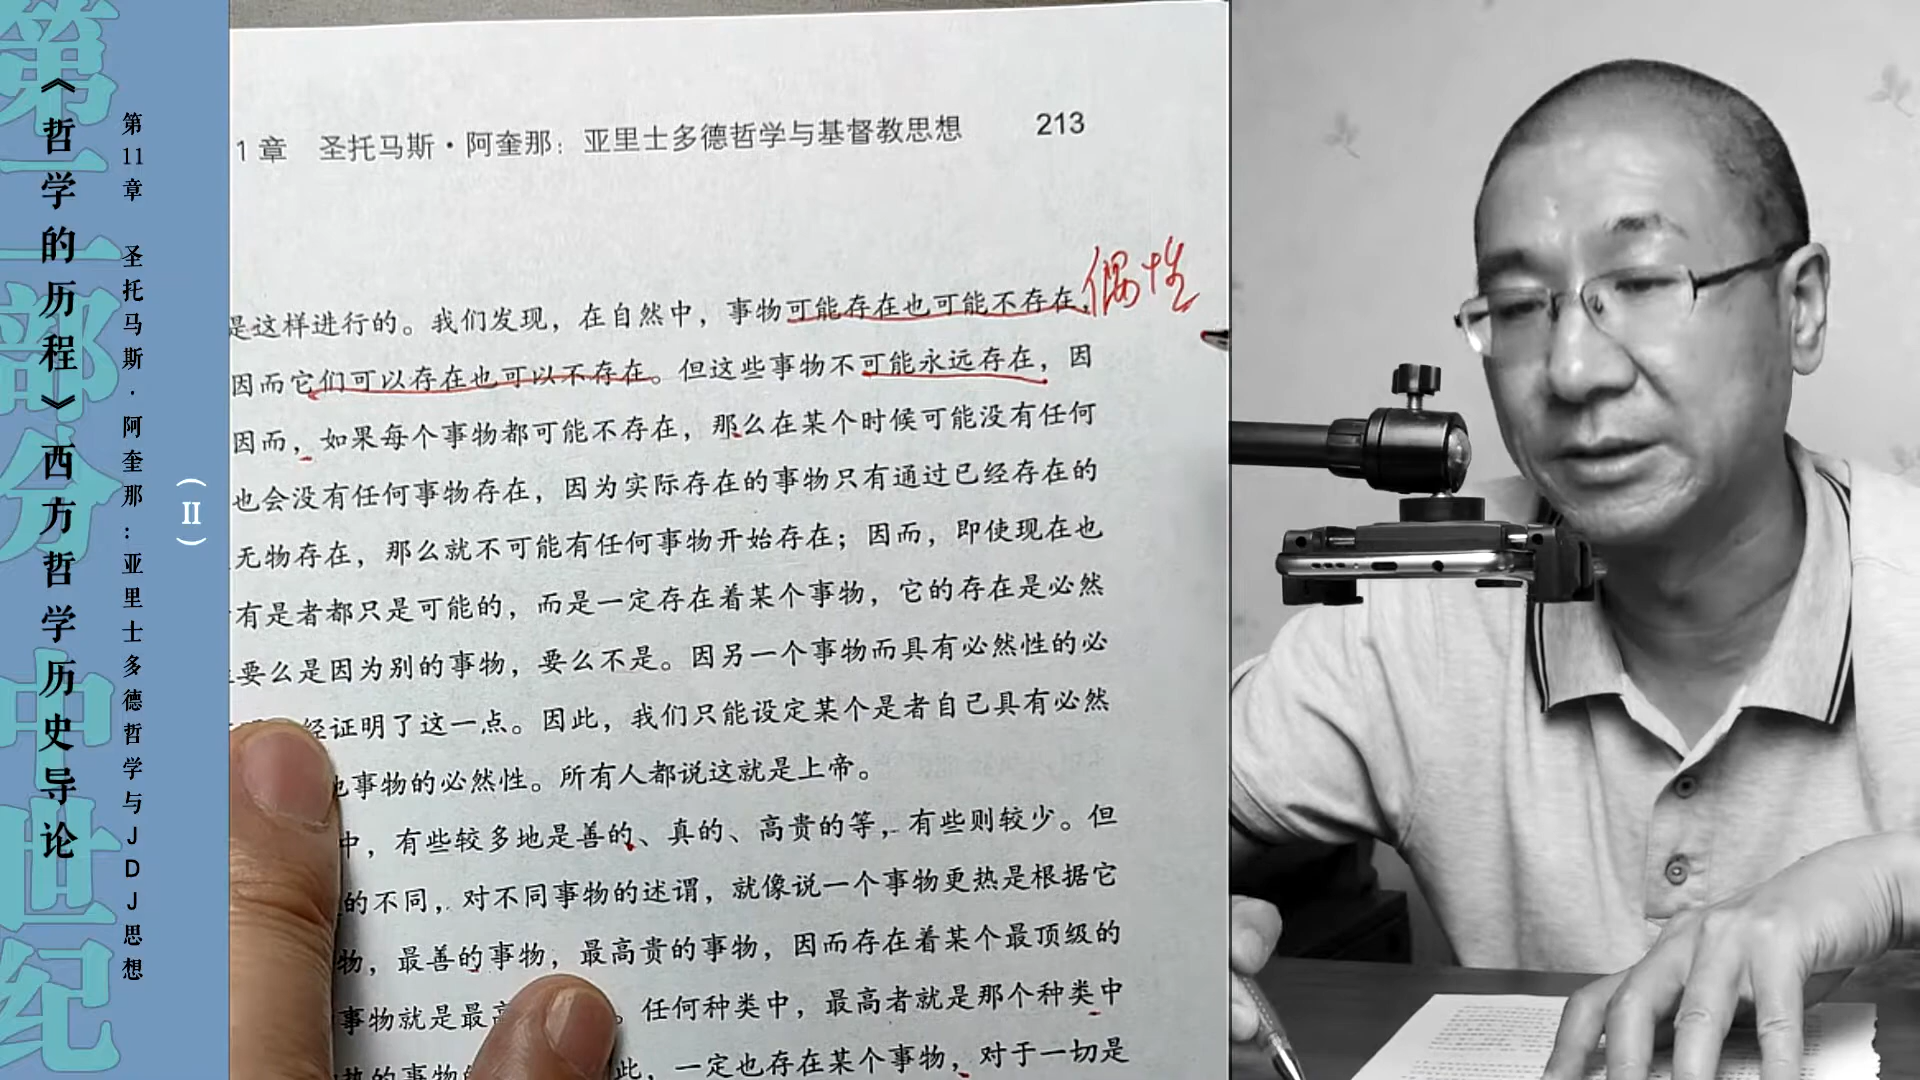 第二部分 中世纪
《哲学的历程》西方哲学历史导论
第11章 圣托马斯·阿奎那:亚里士多德哲学与JDJ思想
(II)
1章 圣托马斯·阿奎那：亚里士多德哲学与基督教思想 213
偶性
是这样进行的。我们发现，在自然中，事物可能存在也可能不存在，
因而它们可以存在也可以不存在。但这些事物不可能永远存在，因
因而，如果每个事物都可能不存在，那么在某个时候可能没有任何
也会没有任何事物存在，因为实际存在的事物只有通过已经存在的
无物存在，那么就不可能有任何事物开始存在；因而，即使现在也
有是者都只是可能的，而是一定存在着某个事物，它的存在是必然
要么是因为别的事物，要么不是。因另一个事物而具有必然性的必
经证明了这一点。因此，我们只能设定某个是者自己具有必然
事物的必然性。所有人都说这就是上帝。
中，有些较多地是善的、真的、高贵的等，有些则较少。但
的不同，对不同事物的述谓，就像说一个事物更热是根据它
物，最善的事物，最高贵的事物，因而存在着某个最顶级的
事物就是最高 。任何种类中，最高者就是那个种类中
热的事物 此，一定也存在某个事物，对于一切是